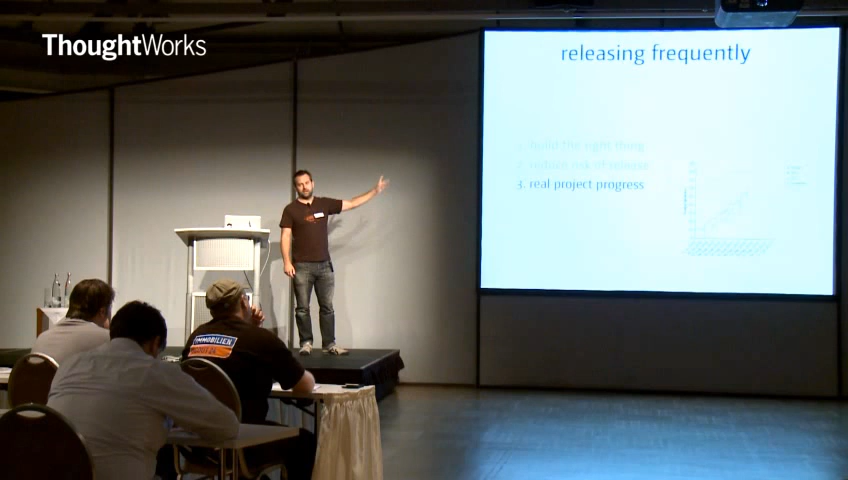 ThoughtWorks
releasing frequently
1. build the right thing
2. reduce risk of release
3. real project progress
IMMOBILIEN